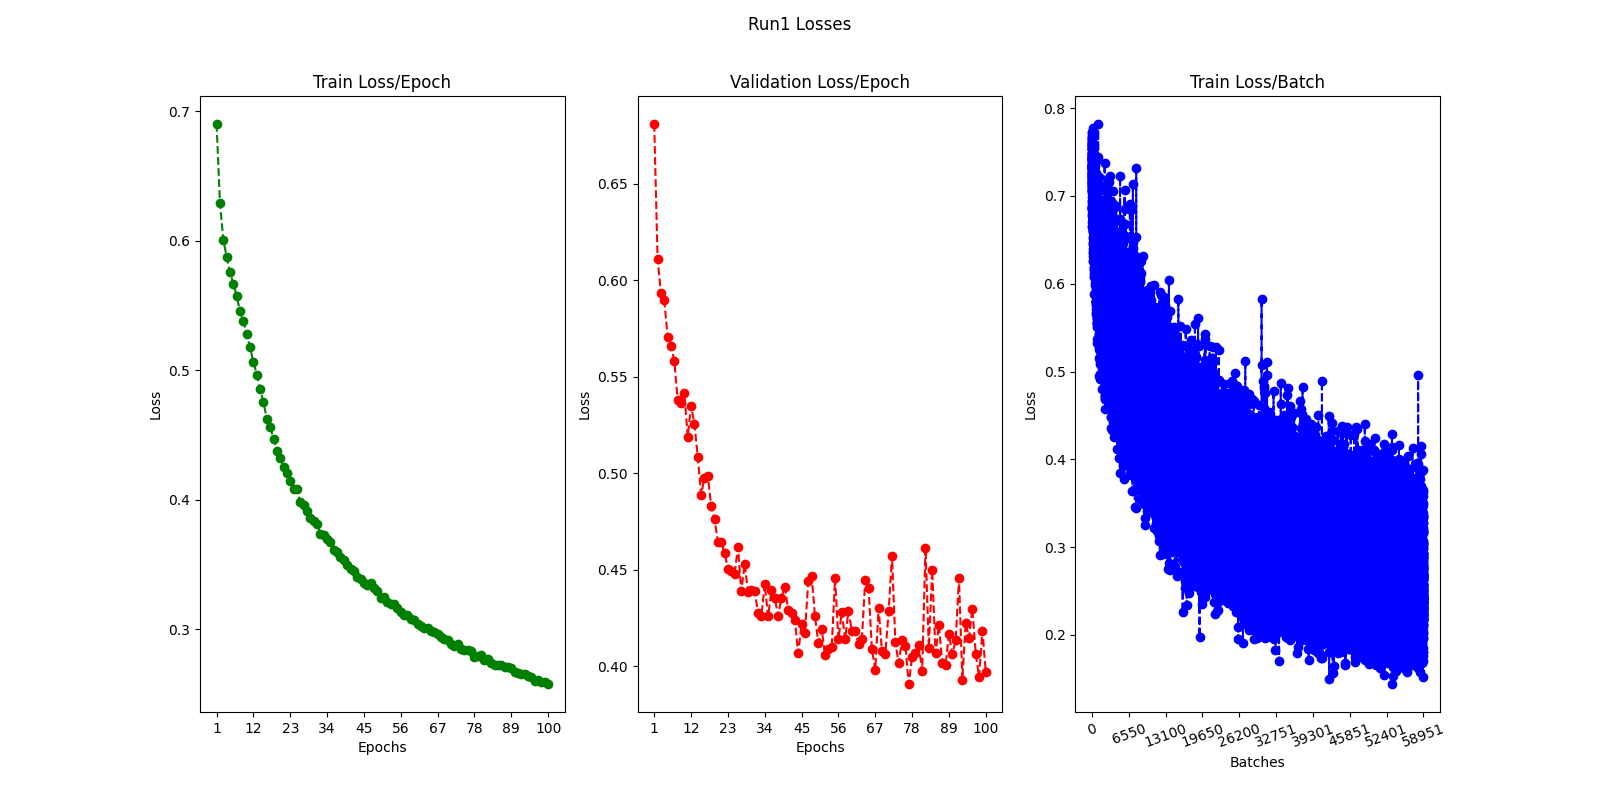 Run1 Losses
Train Loss/Epoch
Validation Loss/Epoch
Train Loss/Batch
0.7
0.6
0.5
0.4
0.3
Loss
1 12 23 34 45 56 67 78 89 100
Epochs
0.65
0.60
0.55
0.50
0.45
0.40
Loss
1 12 23 34 45 56 67 78 89 100
Epochs
0.8
0.7
0.6
0.5
0.4
0.3
0.2
Loss
0 6550 13100 19650 26200 32751 39301 45851 52401 58951
Batches